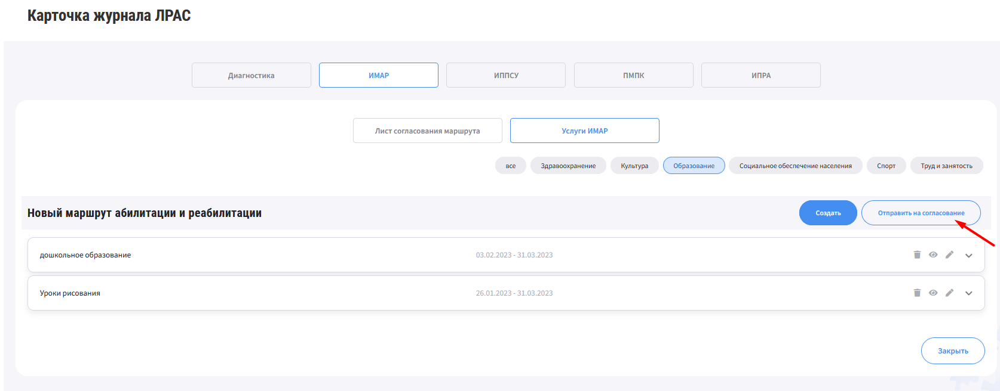 Карточка журнала ЛРАС
Диагностика ИМАР ИППСУ ПМПК ИПРА
Лист согласования маршрута Услуги ИМАР
все Здравоохранение Культура Образование Социальное обеспечение населения Спорт Труд и занятость
Новый маршрут абилитации и реабилитации Создать Отправить на согласование
дошкольное образование 03.02.2023 - 31.03.2023
Уроки рисования 26.01.2023 - 31.03.2023
Закрыть